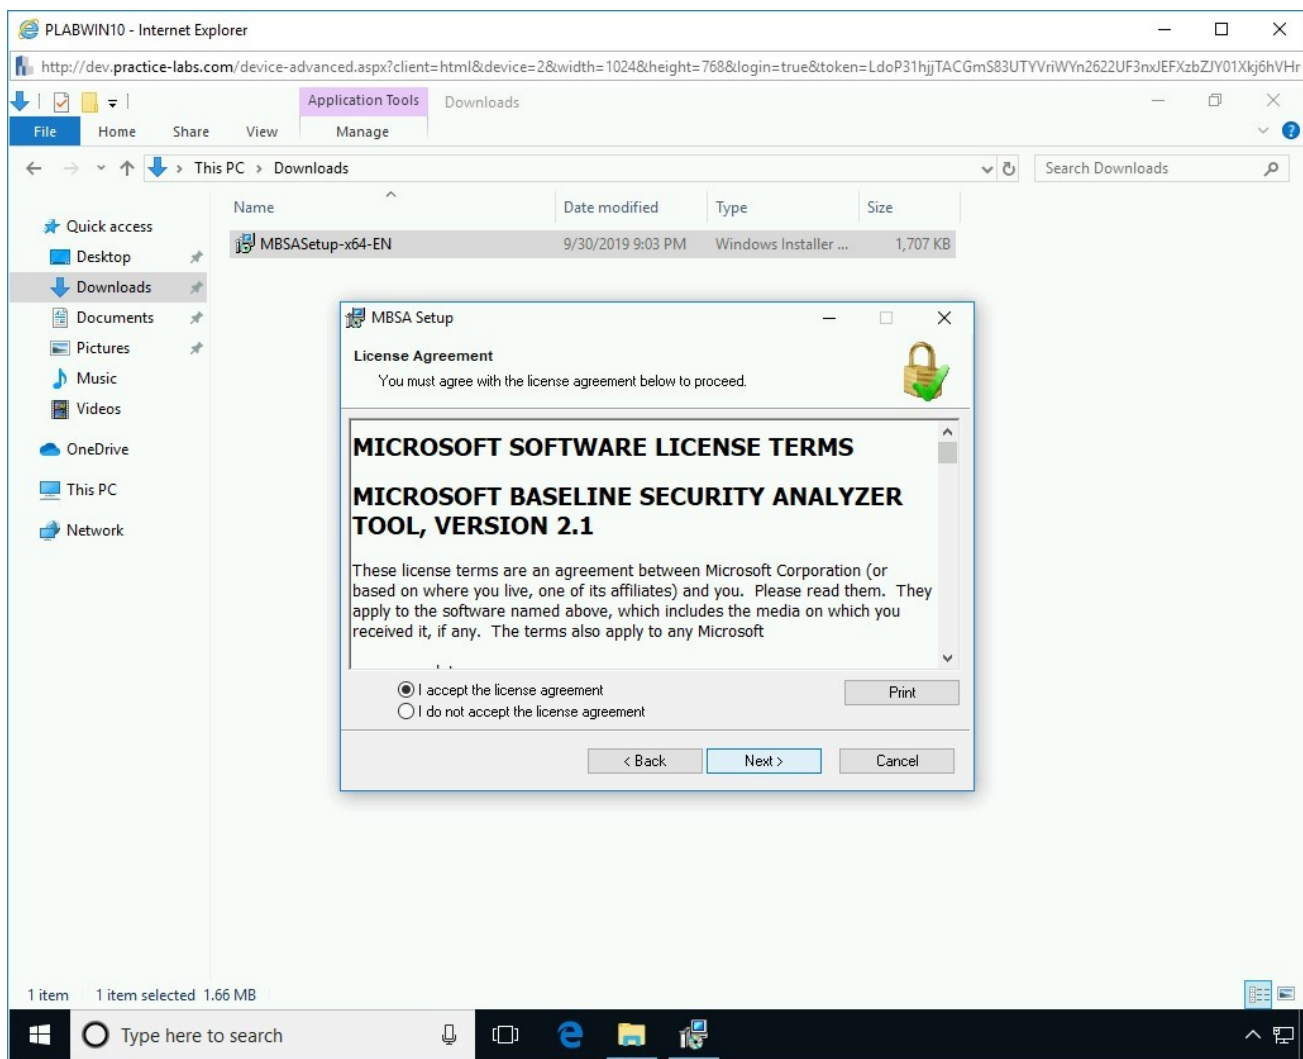 PLABWIN10 - Internet Explorer
http://dev.practice-labs.com/device-advanced.aspx?client=html&device=2&width=1024&height=768&login=true&token=LdoP31hjjTACGmS83UTYVriWYn2622UF3nxJEFXzbZJY01Xkj6hVHr
Application Tools
Downloads
File
Home
Share
View
Manage
This PC > Downloads
Search Downloads
Name
Date modified
Type
Size
MBSASetup-x64-EN
9/30/2019 9:03 PM
Windows Installer ...
1,707 KB
Quick access
Desktop
Downloads
Documents
Pictures
Music
Videos
OneDrive
This PC
Network
MBSA Setup
License Agreement
You must agree with the license agreement below to proceed.
MICROSOFT SOFTWARE LICENSE TERMS
MICROSOFT BASELINE SECURITY ANALYZER
TOOL, VERSION 2.1
These license terms are an agreement between Microsoft Corporation (or
based on where you live, one of its affiliates) and you.  Please read them.  They
apply to the software named above, which includes the media on which you
received it, if any.  The terms also apply to any Microsoft
I accept the license agreement
Print
I do not accept the license agreement
< Back
Next >
Cancel
1 item
1 item selected 1.66 MB
Type here to search